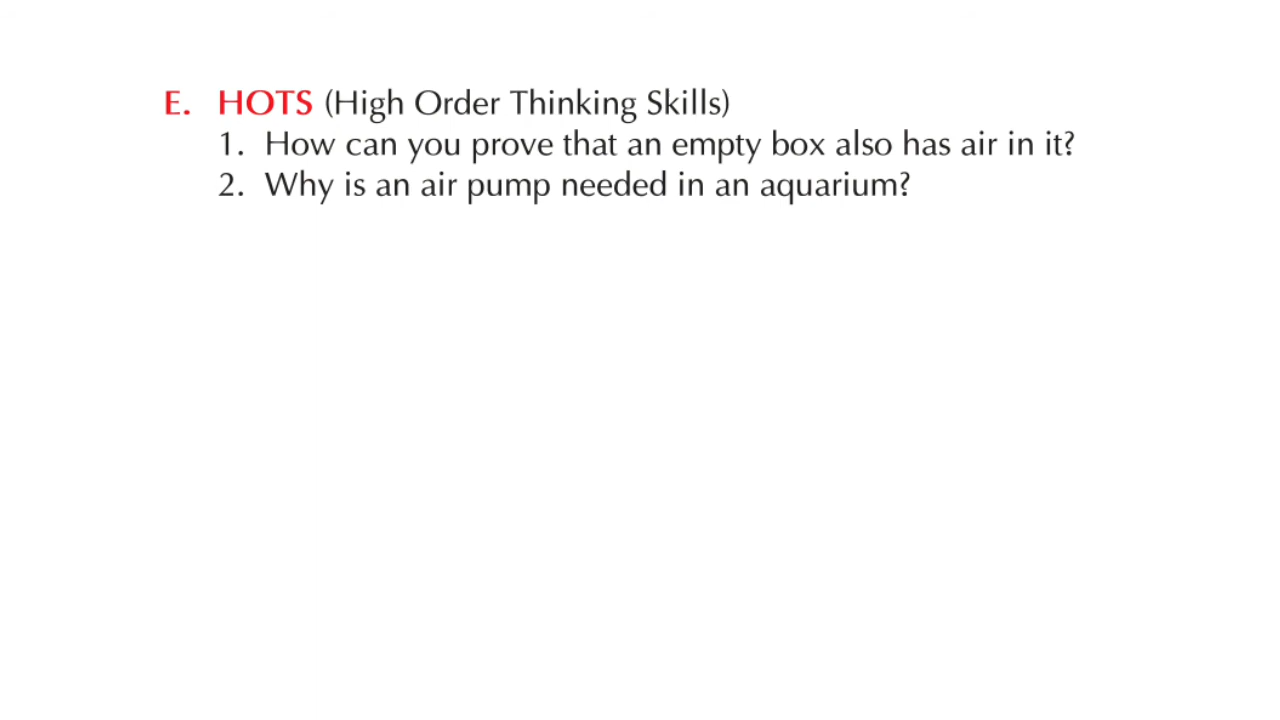 E. HOTS (High Order Thinking Skills)
1. How can you prove that an empty box also has air in it?
2. Why is an air pump needed in an aquarium?